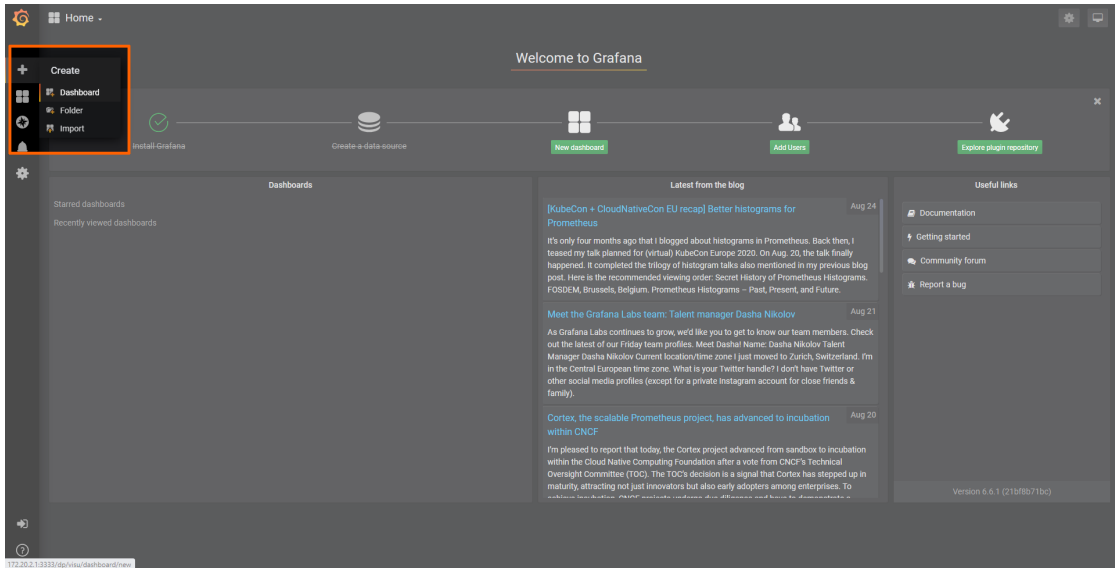 Home
Welcome to Grafana
Create
Dashboard
Folder
Import
Install Grafana
Create a data source
New dashboard
Add Users
Explore plugin repository
Dashboards
Starred dashboards
Recently viewed dashboards
Latest from the blog
[KubeCon + CloudNativeCon EU recap] Better histograms for
Prometheus
Aug 24
It's only four months ago that I blogged about histograms in Prometheus. Back then, I
teased my talk planned for (virtual) KubeCon Europe 2020. On Aug. 20, the talk finally
happened. It completed the trilogy of histogram talks also mentioned in my previous blog
post. Here is the recommended viewing order: Secret History of Prometheus Histograms.
FOSDEM, Brussels, Belgium. Prometheus Histograms – Past, Present, and Future.
Meet the Grafana Labs team: Talent manager Dasha Nikolov
Aug 21
As Grafana Labs continues to grow, we'd like you to get to know our team members. Check
out the latest of our Friday team profiles. Meet Dasha! Name: Dasha Nikolov Talent
Manager Dasha Nikolov Current location/time zone I just moved to Zurich, Switzerland. I'm
in the Central European time zone. What is your Twitter handle? I don't have Twitter or
other social media profiles (except for a private Instagram account for close friends &
family).
Cortex, the scalable Prometheus project, has advanced to incubation
within CNCF
Aug 20
I'm pleased to report that today, the Cortex project advanced from sandbox to incubation
within the Cloud Native Computing Foundation after a vote from CNCF's Technical
Oversight Committee (TOC). The TOC's decision is a signal that Cortex has stepped up in
maturity, attracting not just innovators but also early adopters among enterprises. To
Useful links
Documentation
Getting started
Community forum
Report a bug
Version 6.6.1 (21bf8b71bc)
172.20.2.1:3333/dp/visu/dashboard/new